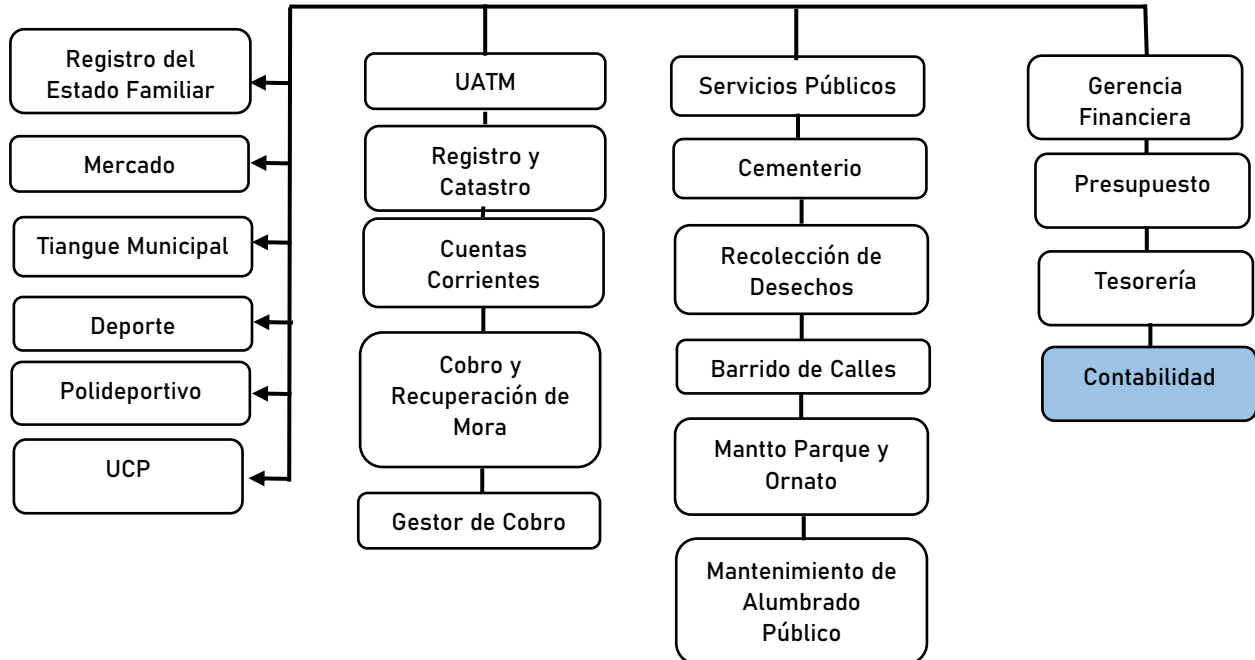 Registro del
Estado Familiar
Mercado
Tiangue Municipal
Deporte
Polideportivo
UCP
UATM
Registro y
Catastro
Cuentas
Corrientes
Cobro y
Recuperación de
Mora
Gestor de Cobro
Servicios Públicos
Cementerio
Recolección de
Desechos
Barrido de Calles
Mantto Parque y
Ornato
Mantenimiento de
Alumbrado
Público
Gerencia
Financiera
Presupuesto
Tesorería
Contabilidad